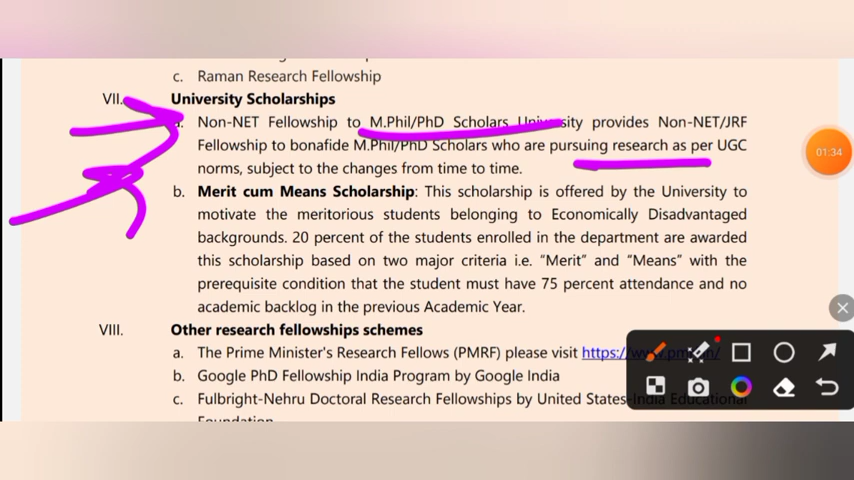 c. Raman Research Fellowship
VII. University Scholarships
a. Non-NET Fellowship to M.Phil/PhD Scholars University provides Non-NET/JRF
Fellowship to bonafide M.Phil/PhD Scholars who are pursuing research as per UGC
norms, subject to the changes from time to time.
b. Merit cum Means Scholarship: This scholarship is offered by the University to
motivate the meritorious students belonging to Economically Disadvantaged
backgrounds. 20 percent of the students enrolled in the department are awarded
this scholarship based on two major criteria i.e. “Merit” and “Means” with the
prerequisite condition that the student must have 75 percent attendance and no
academic backlog in the previous Academic Year.
VIII. Other research fellowships schemes
a. The Prime Minister's Research Fellows (PMRF) please visit
b. Google PhD Fellowship India Program by Google India
c. Fulbright-Nehru Doctoral Research Fellowships by United States-India Educational
Foundation
01:34